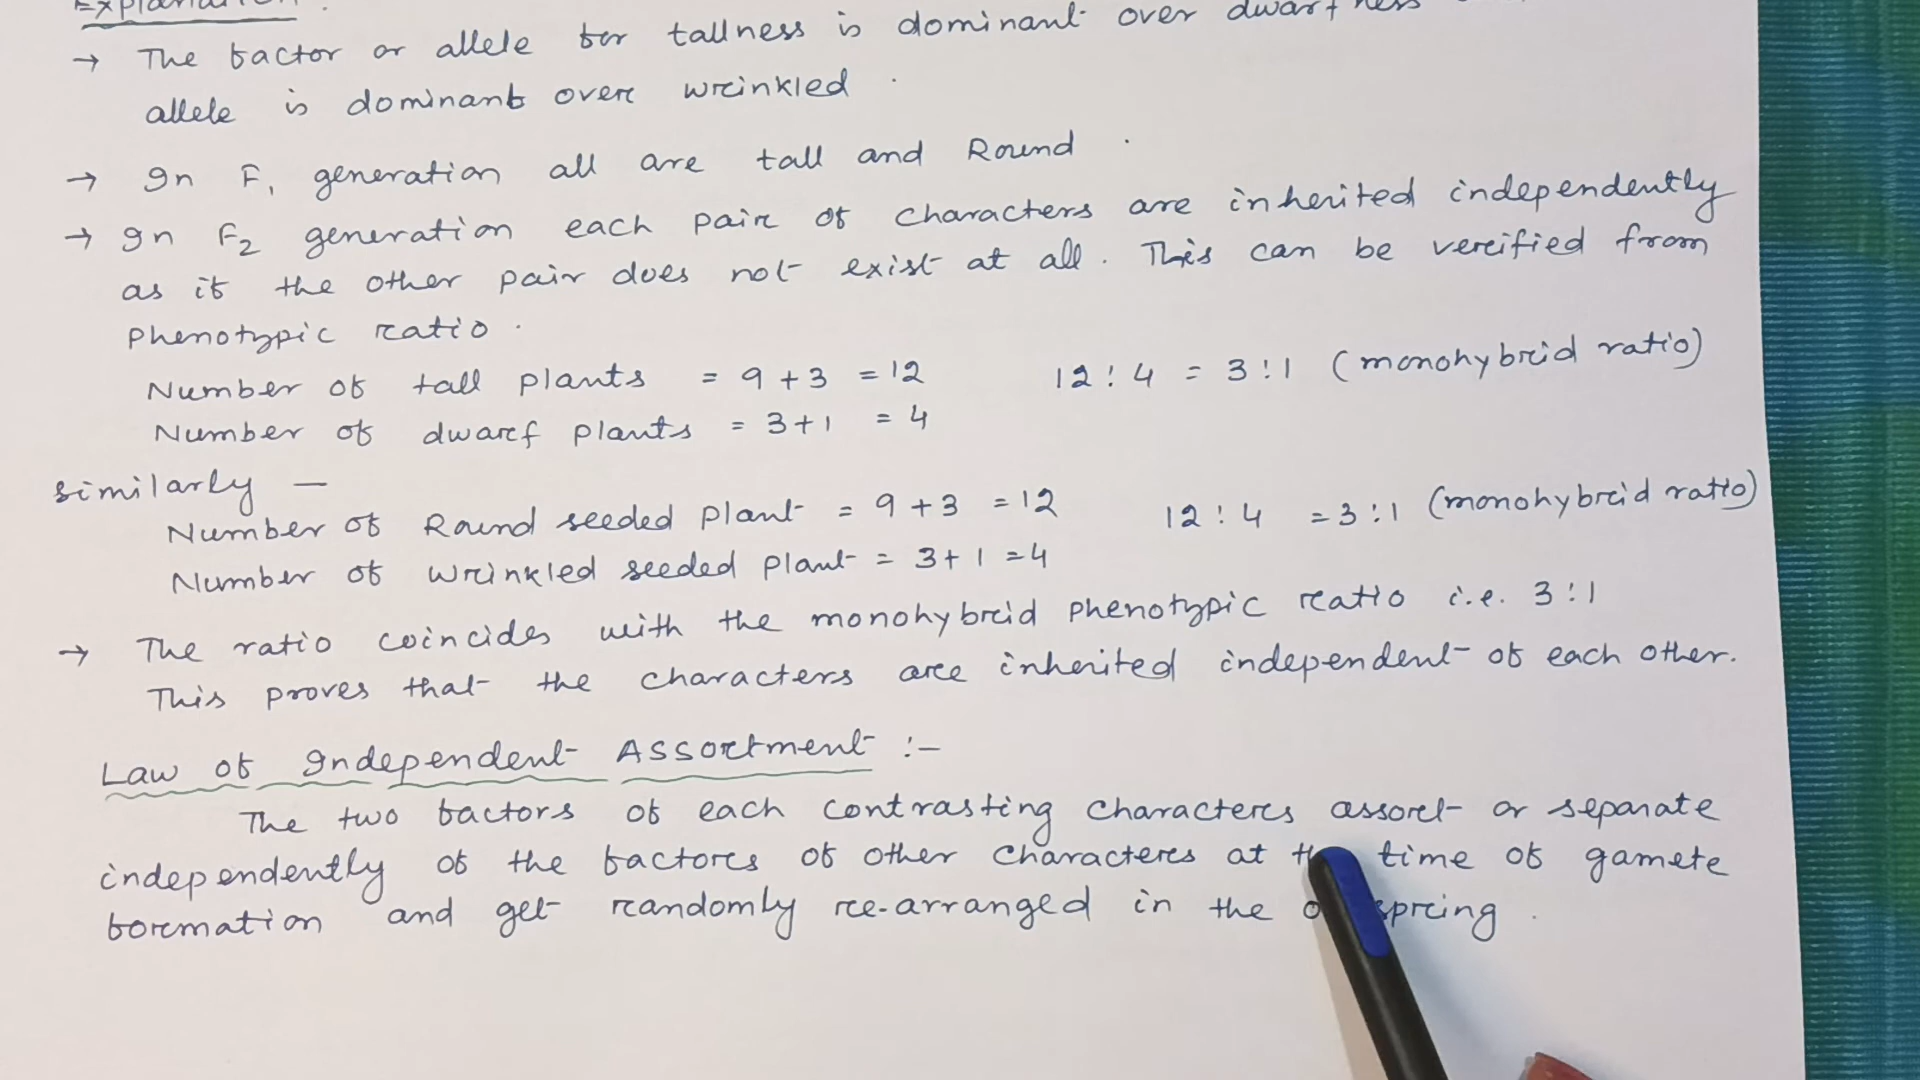 Explanation :
→ The factor or allele for tallness is dominant over dwarfness
allele is dominant over wrinkled .
→ In F1 generation all are tall and Round .
→ In F2 generation each pair of characters are inherited independently
as if the other pair does not exist at all . This can be verified from
Phenotypic ratio .
Number of tall plants = 9 + 3 = 12 12 : 4 = 3 : 1 (monohybrid ratio)
Number of dwarf plants = 3 + 1 = 4
Similarly —
Number of Round seeded plant = 9 + 3 = 12 12 : 4 = 3 : 1 (monohybrid ratio)
Number of wrinkled seeded plant = 3 + 1 = 4
→ The ratio coincides with the monohybrid phenotypic ratio i.e. 3 : 1
This proves that the characters are inherited independent of each other.
Law of Independent Assortment :-
The two factors of each contrasting characters assort or separate
independently of the factors of other characters at time of gamete
formation and get randomly re-arranged in the